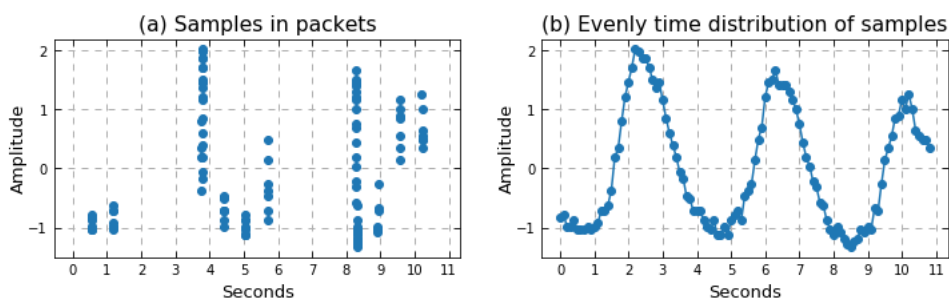 (a) Samples in packets
2
1
0
−1
Amplitude
0 1 2 3 4 5 6 7 8 9 10 11
Seconds
(b) Evenly time distribution of samples
2
1
0
−1
Amplitude
0 1 2 3 4 5 6 7 8 9 10 11
Seconds